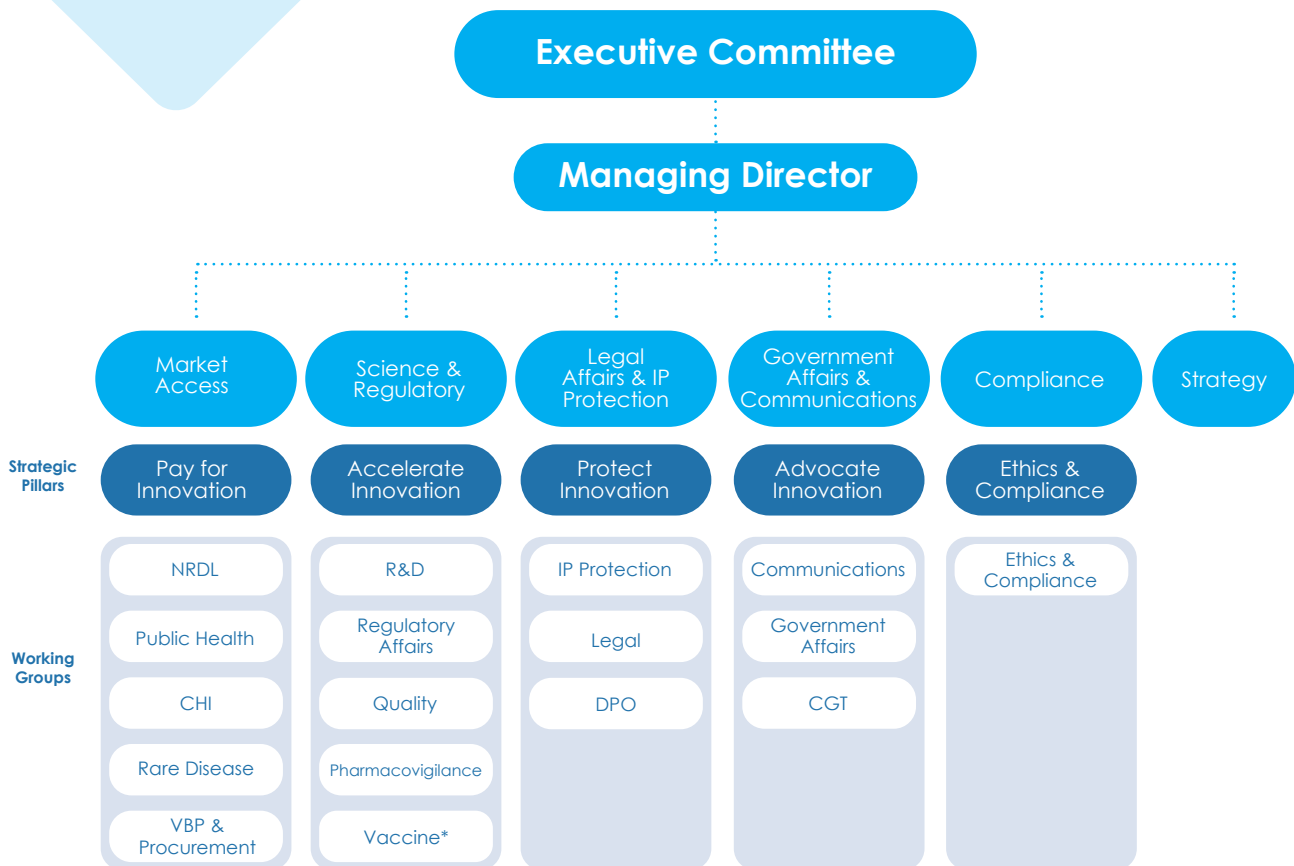 Executive Committee
Managing Director
Market
Access
Science &
Regulatory
Legal
Affairs & IP
Protection
Government
Affairs &
Communications
Compliance
Strategy
Strategic
Pillars
Pay for
Innovation
Accelerate
Innovation
Protect
Innovation
Advocate
Innovation
Ethics &
Compliance
Working
Groups
NRDL
Public Health
CHI
Rare Disease
VBP &
Procurement
R&D
Regulatory
Affairs
Quality
Pharmacovigilance
Vaccine*
IP Protection
Legal
DPO
Communications
Government
Affairs
CGT
Ethics &
Compliance